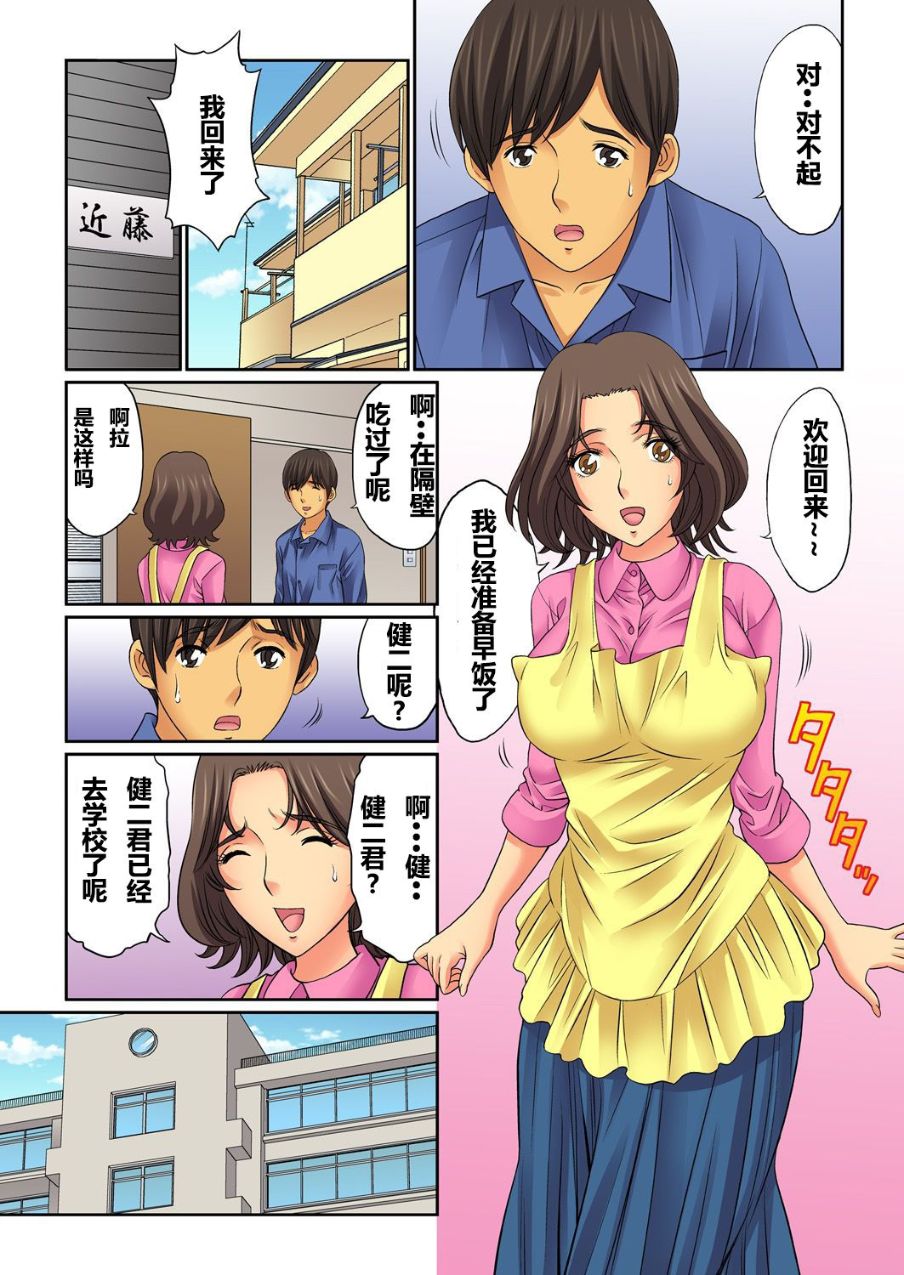 对··对不起
我回来了
近藤
欢迎回来~~
我已经准备早饭了
タタタタッ
啊··在隔壁
吃过了呢
啊拉
是这样吗
健二呢?
啊···健··
健二君?
健二君已经
去学校了呢